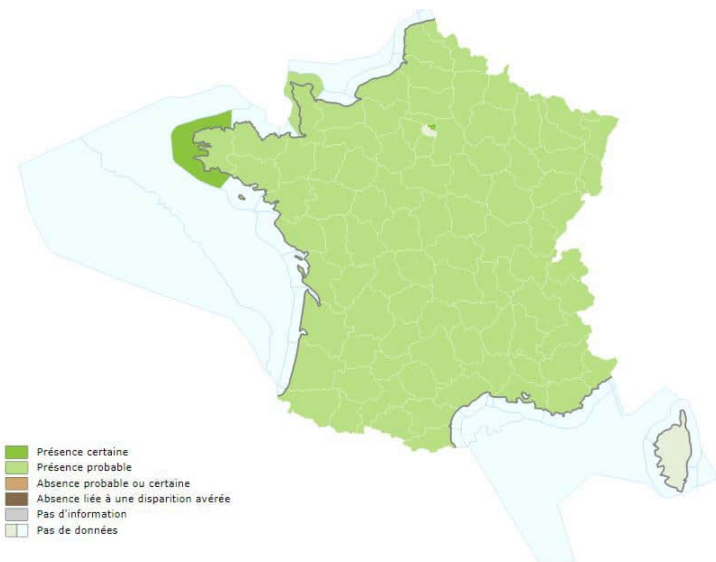 Présence certaine
Présence probable
Absence probable ou certaine
Absence liée à une disparition avérée
Pas d'information
Pas de données